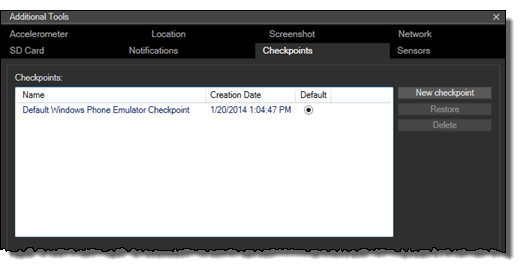 Additional Tools
Accelerometer Location Screenshot Network
SD Card Notifications Checkpoints Sensors
Checkpoints:
Name Creation Date Default New checkpoint
Default Windows Phone Emulator Checkpoint 1/20/2014 1:04:47 PM Restore
Delete